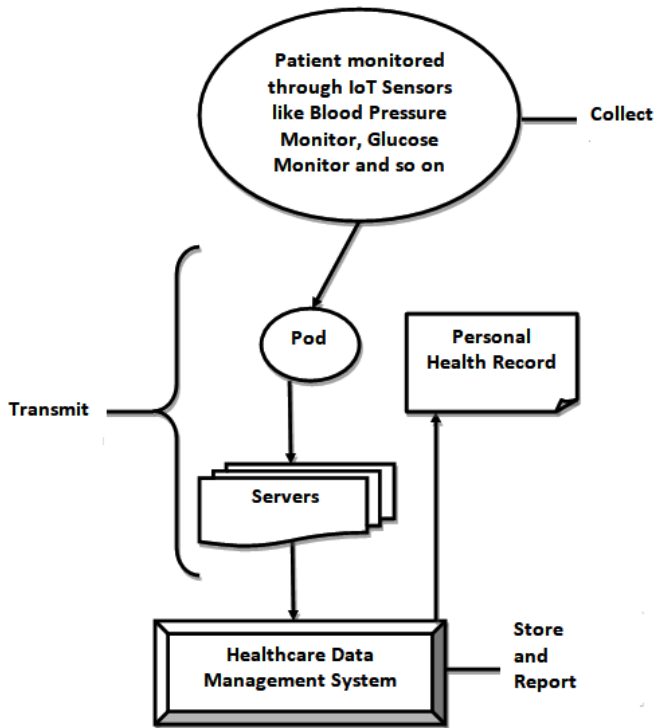 Patient monitored
through IoT Sensors
like Blood Pressure
Monitor, Glucose
Monitor and so on
Collect
Pod
Personal
Health Record
Transmit
Servers
Healthcare Data
Management System
Store
and
Report